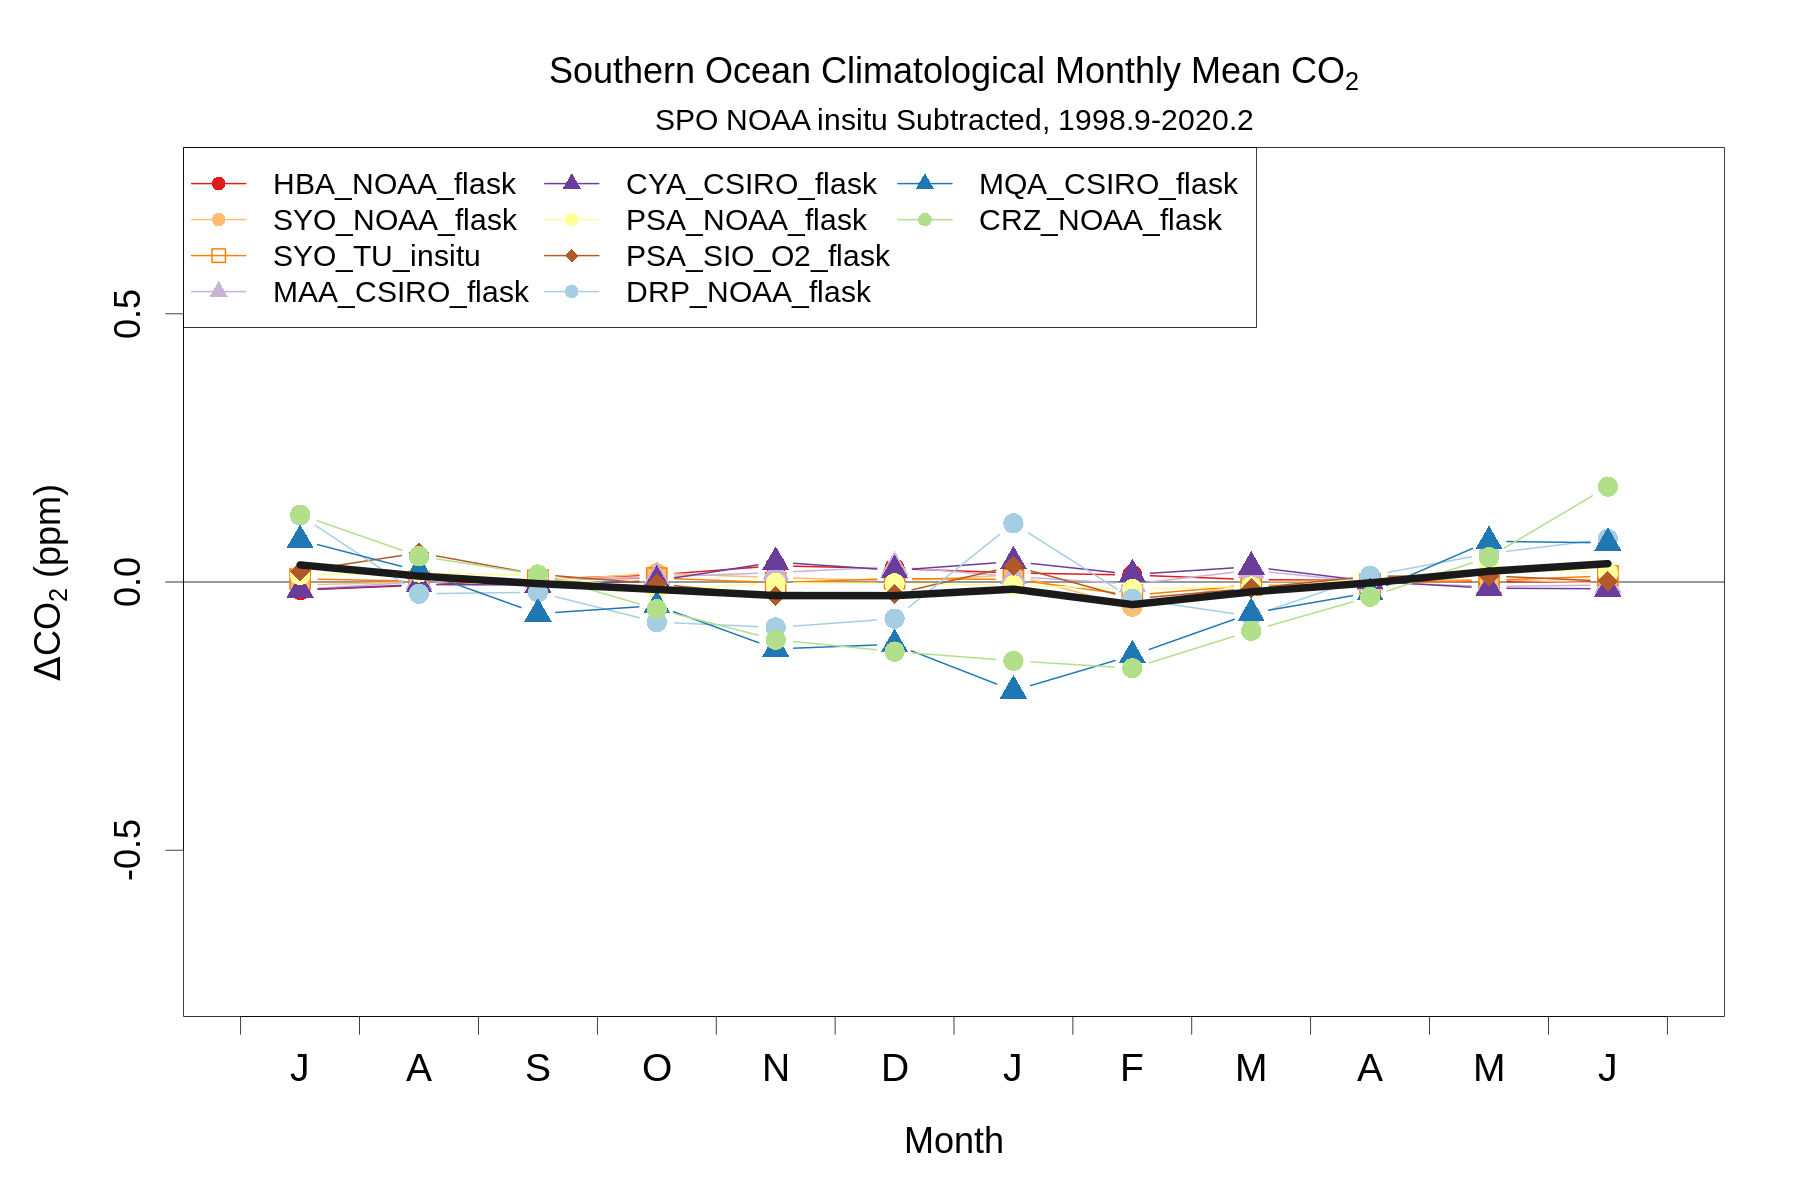 Southern Ocean Climatological Monthly Mean CO₂
SPO NOAA insitu Subtracted, 1998.9-2020.2
HBA_NOAA_flask
SYO_NOAA_flask
SYO_TU_insitu
MAA_CSIRO_flask
CYA_CSIRO_flask
PSA_NOAA_flask
PSA_SIO_O2_flask
DRP_NOAA_flask
MQA_CSIRO_flask
CRZ_NOAA_flask
ΔCO₂ (ppm)
0.5
0.0
-0.5
J A S O N D J F M A M J
Month